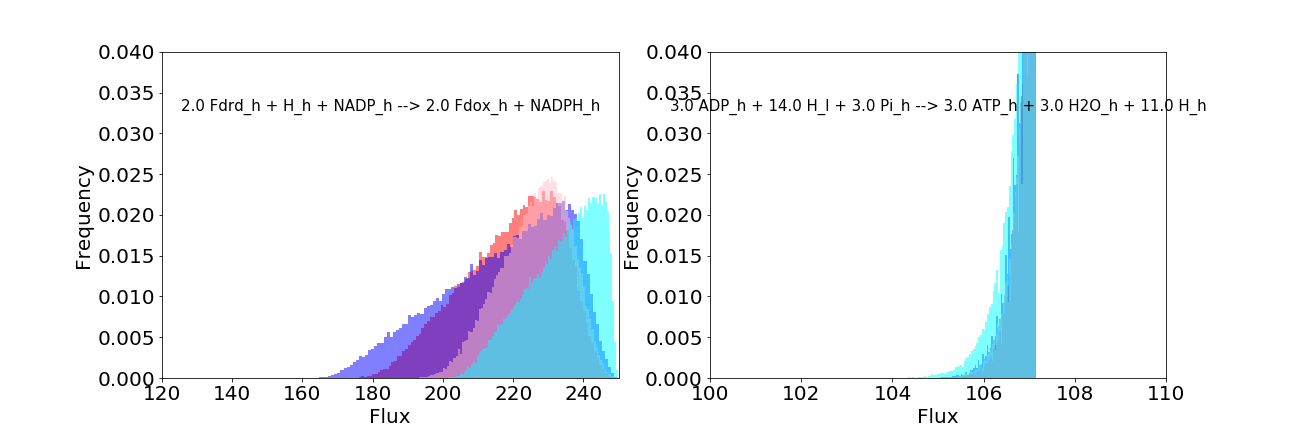 0.040
0.035
0.030
0.025
0.020
0.015
0.010
0.005
0.000
Frequency
2.0 Fdrd_h + H_h + NADP_h --> 2.0 Fdox_h + NADPH_h
120 140 160 180 200 220 240
Flux
0.040
0.035
0.030
0.025
0.020
0.015
0.010
0.005
0.000
Frequency
3.0 ADP_h + 14.0 H_l + 3.0 Pi_h --> 3.0 ATP_h + 3.0 H2O_h + 11.0 H_h
100 102 104 106 108 110
Flux